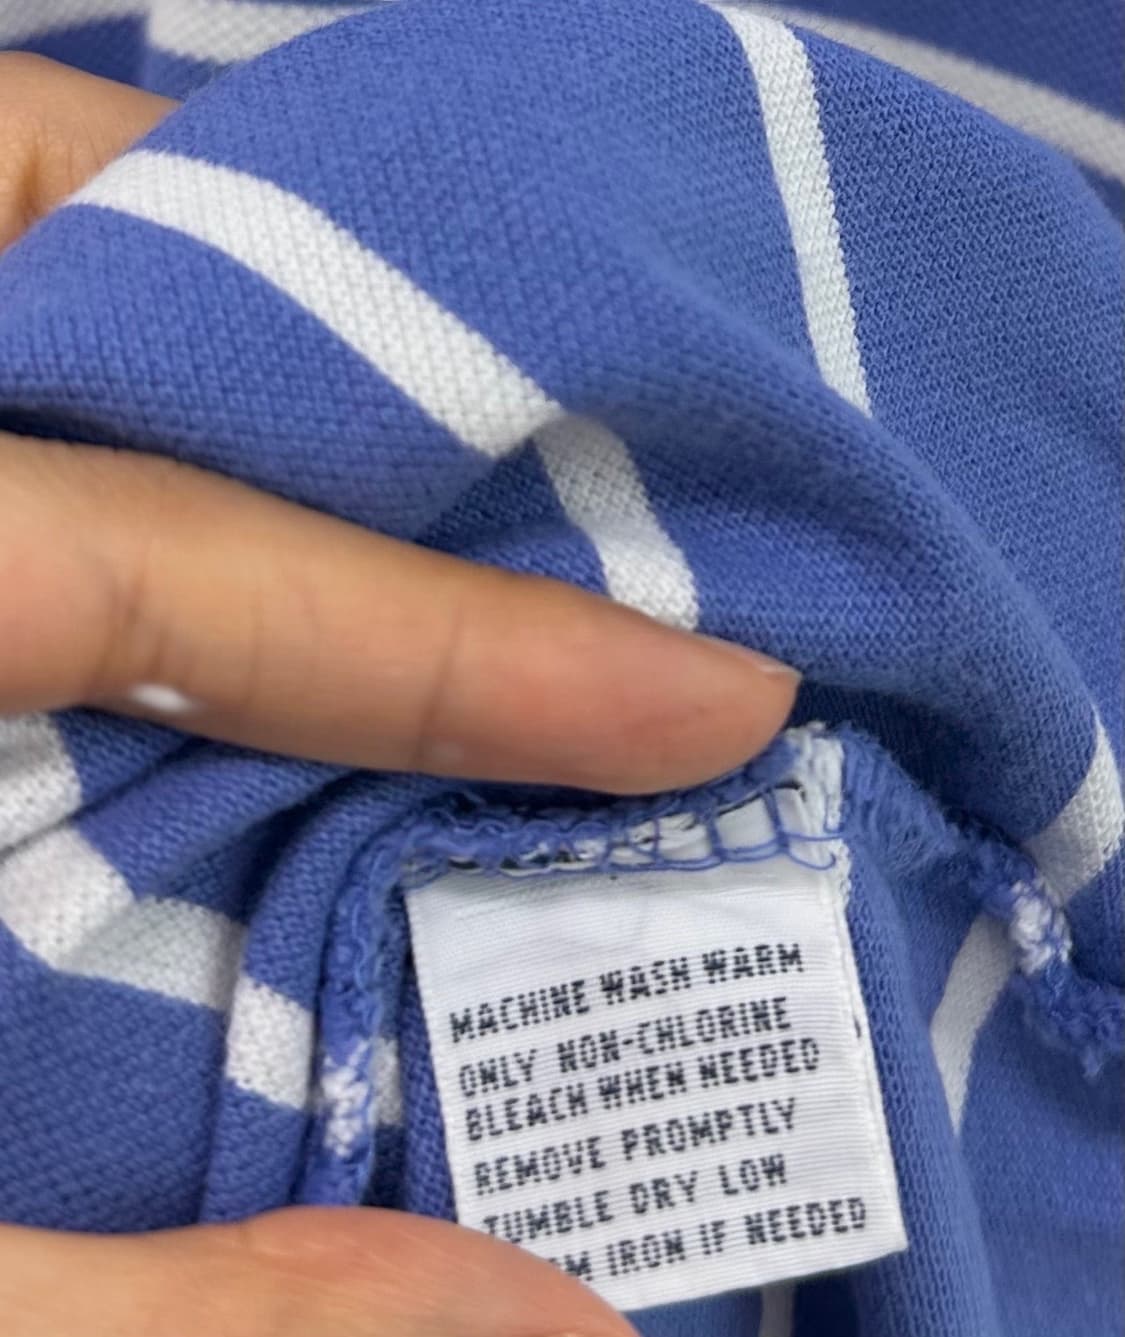 MACHINE WASH WARM
ONLY NON-CHLORINE
BLEACH WHEN NEEDED
REMOVE PROMPTLY
TUMBLE DRY LOW
IRON IF NEEDED